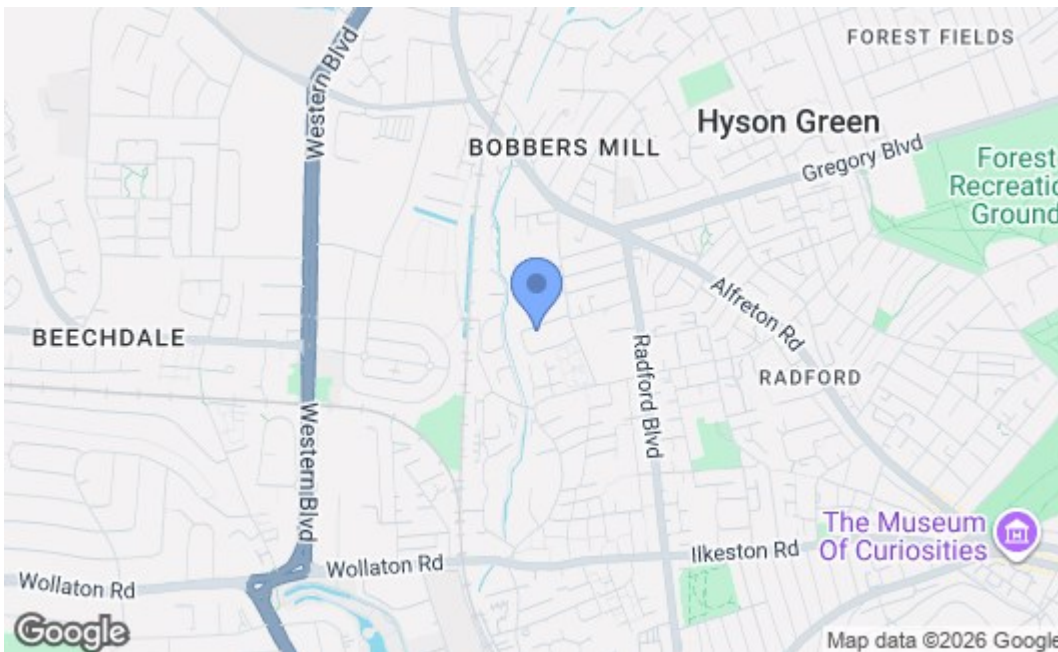 FOREST FIELDS
Western Blvd
Hyson Green
BOBBERS MILL
Gregory Blvd
Forest
Recreatio
Ground
BEECHDALE
Alfreton Rd
Radford Blvd
RADFORD
Western Blvd
The Museum
Of Curiosities
Ilkeston Rd
Wollaton Rd
Wollaton Rd
Google
Map data ©2026 Google